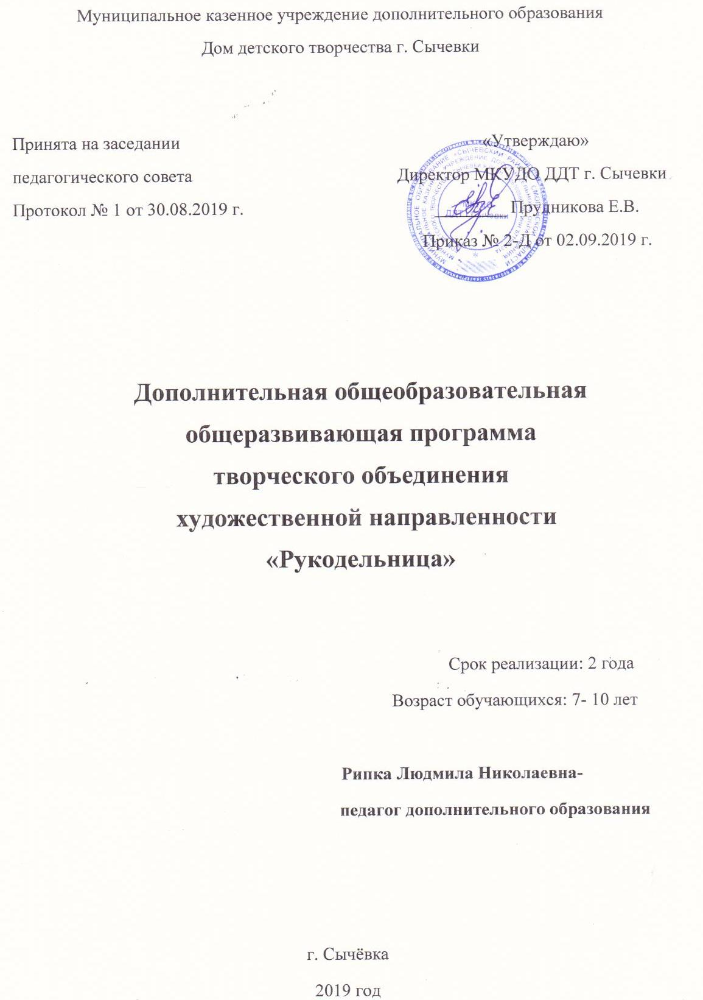 Муниципальное казенное учреждение дополнительного образования
Дом детского творчества г. Сычевки
Принята на заседании
педагогического совета
Протокол № 1 от 30.08.2019 г.
«Утверждаю»
Директор МКУДО ДДТ г. Сычевки
Прудникова Е.В.
Приказ № 2-Д от 02.09.2019 г.
Дополнительная общеобразовательная
общеразвивающая программа
творческого объединения
художественной направленности
«Рукодельница»
Срок реализации: 2 года
Возраст обучающихся: 7- 10 лет
Рипка Людмила Николаевна-
педагог дополнительного образования
г. Сычёвка
2019 год